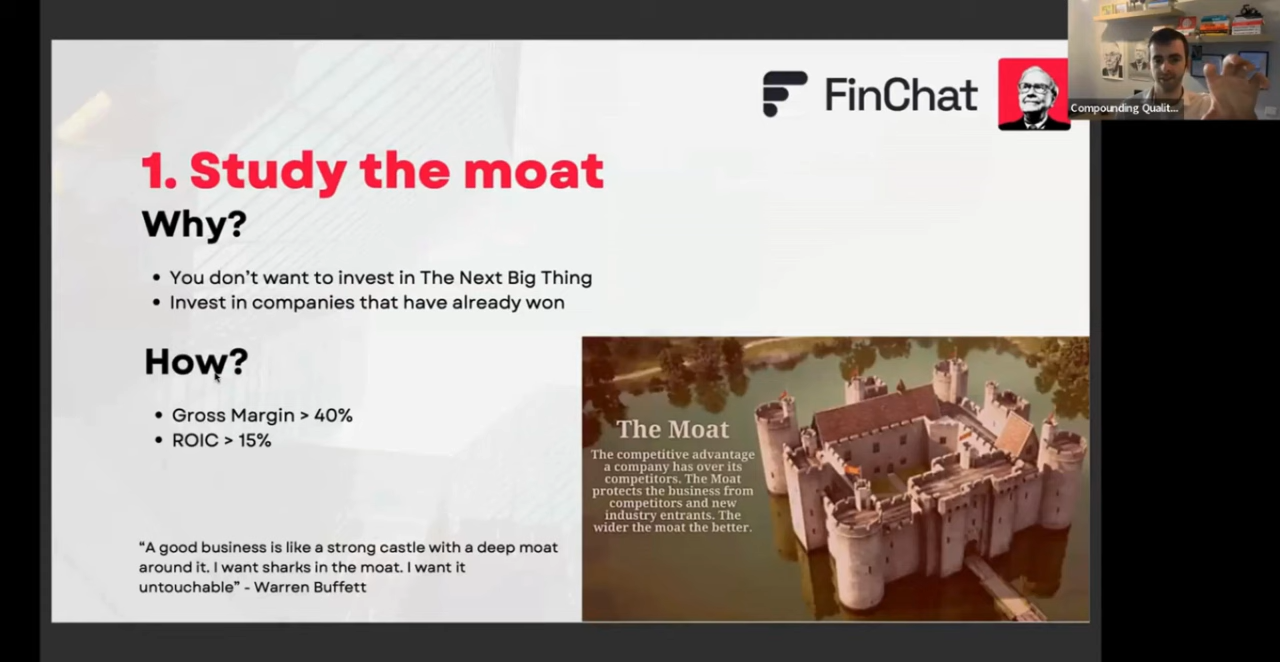 FinChat
Compounding Qualit...
1. Study the moat
Why?
• You don't want to invest in The Next Big Thing
• Invest in companies that have already won
How?
• Gross Margin > 40%
• ROIC > 15%
The Moat
The competitive advantage
a company has over its
competitors. The Moat
protects the business from
competitors and new
industry entrants. The
wider the moat the better.
“A good business is like a strong castle with a deep moat
around it. I want sharks in the moat. I want it
untouchable” - Warren Buffett